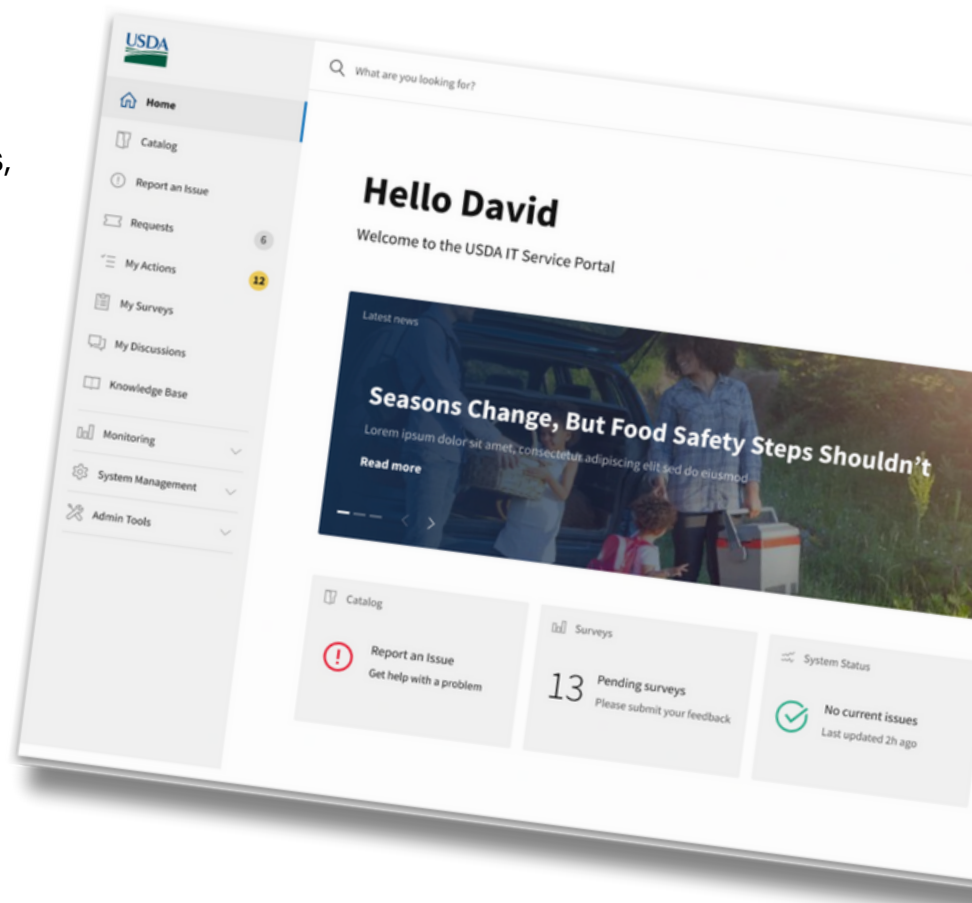 s,
USDA
What are you looking for?
Home
Catalog
Report an Issue
Requests
6
My Actions
12
My Surveys
My Discussions
Knowledge Base
Monitoring
System Management
Admin Tools
Hello David
Welcome to the USDA IT Service Portal
Latest news
Seasons Change, But Food Safety Steps Shouldn't
Lorem ipsum dolor sit amet, consectetur adipiscing elit sed do eiusmod
Read more
Catalog
Report an Issue
Get help with a problem
Surveys
13
Pending surveys
Please submit your feedback
System Status
No current issues
Last updated 2h ago